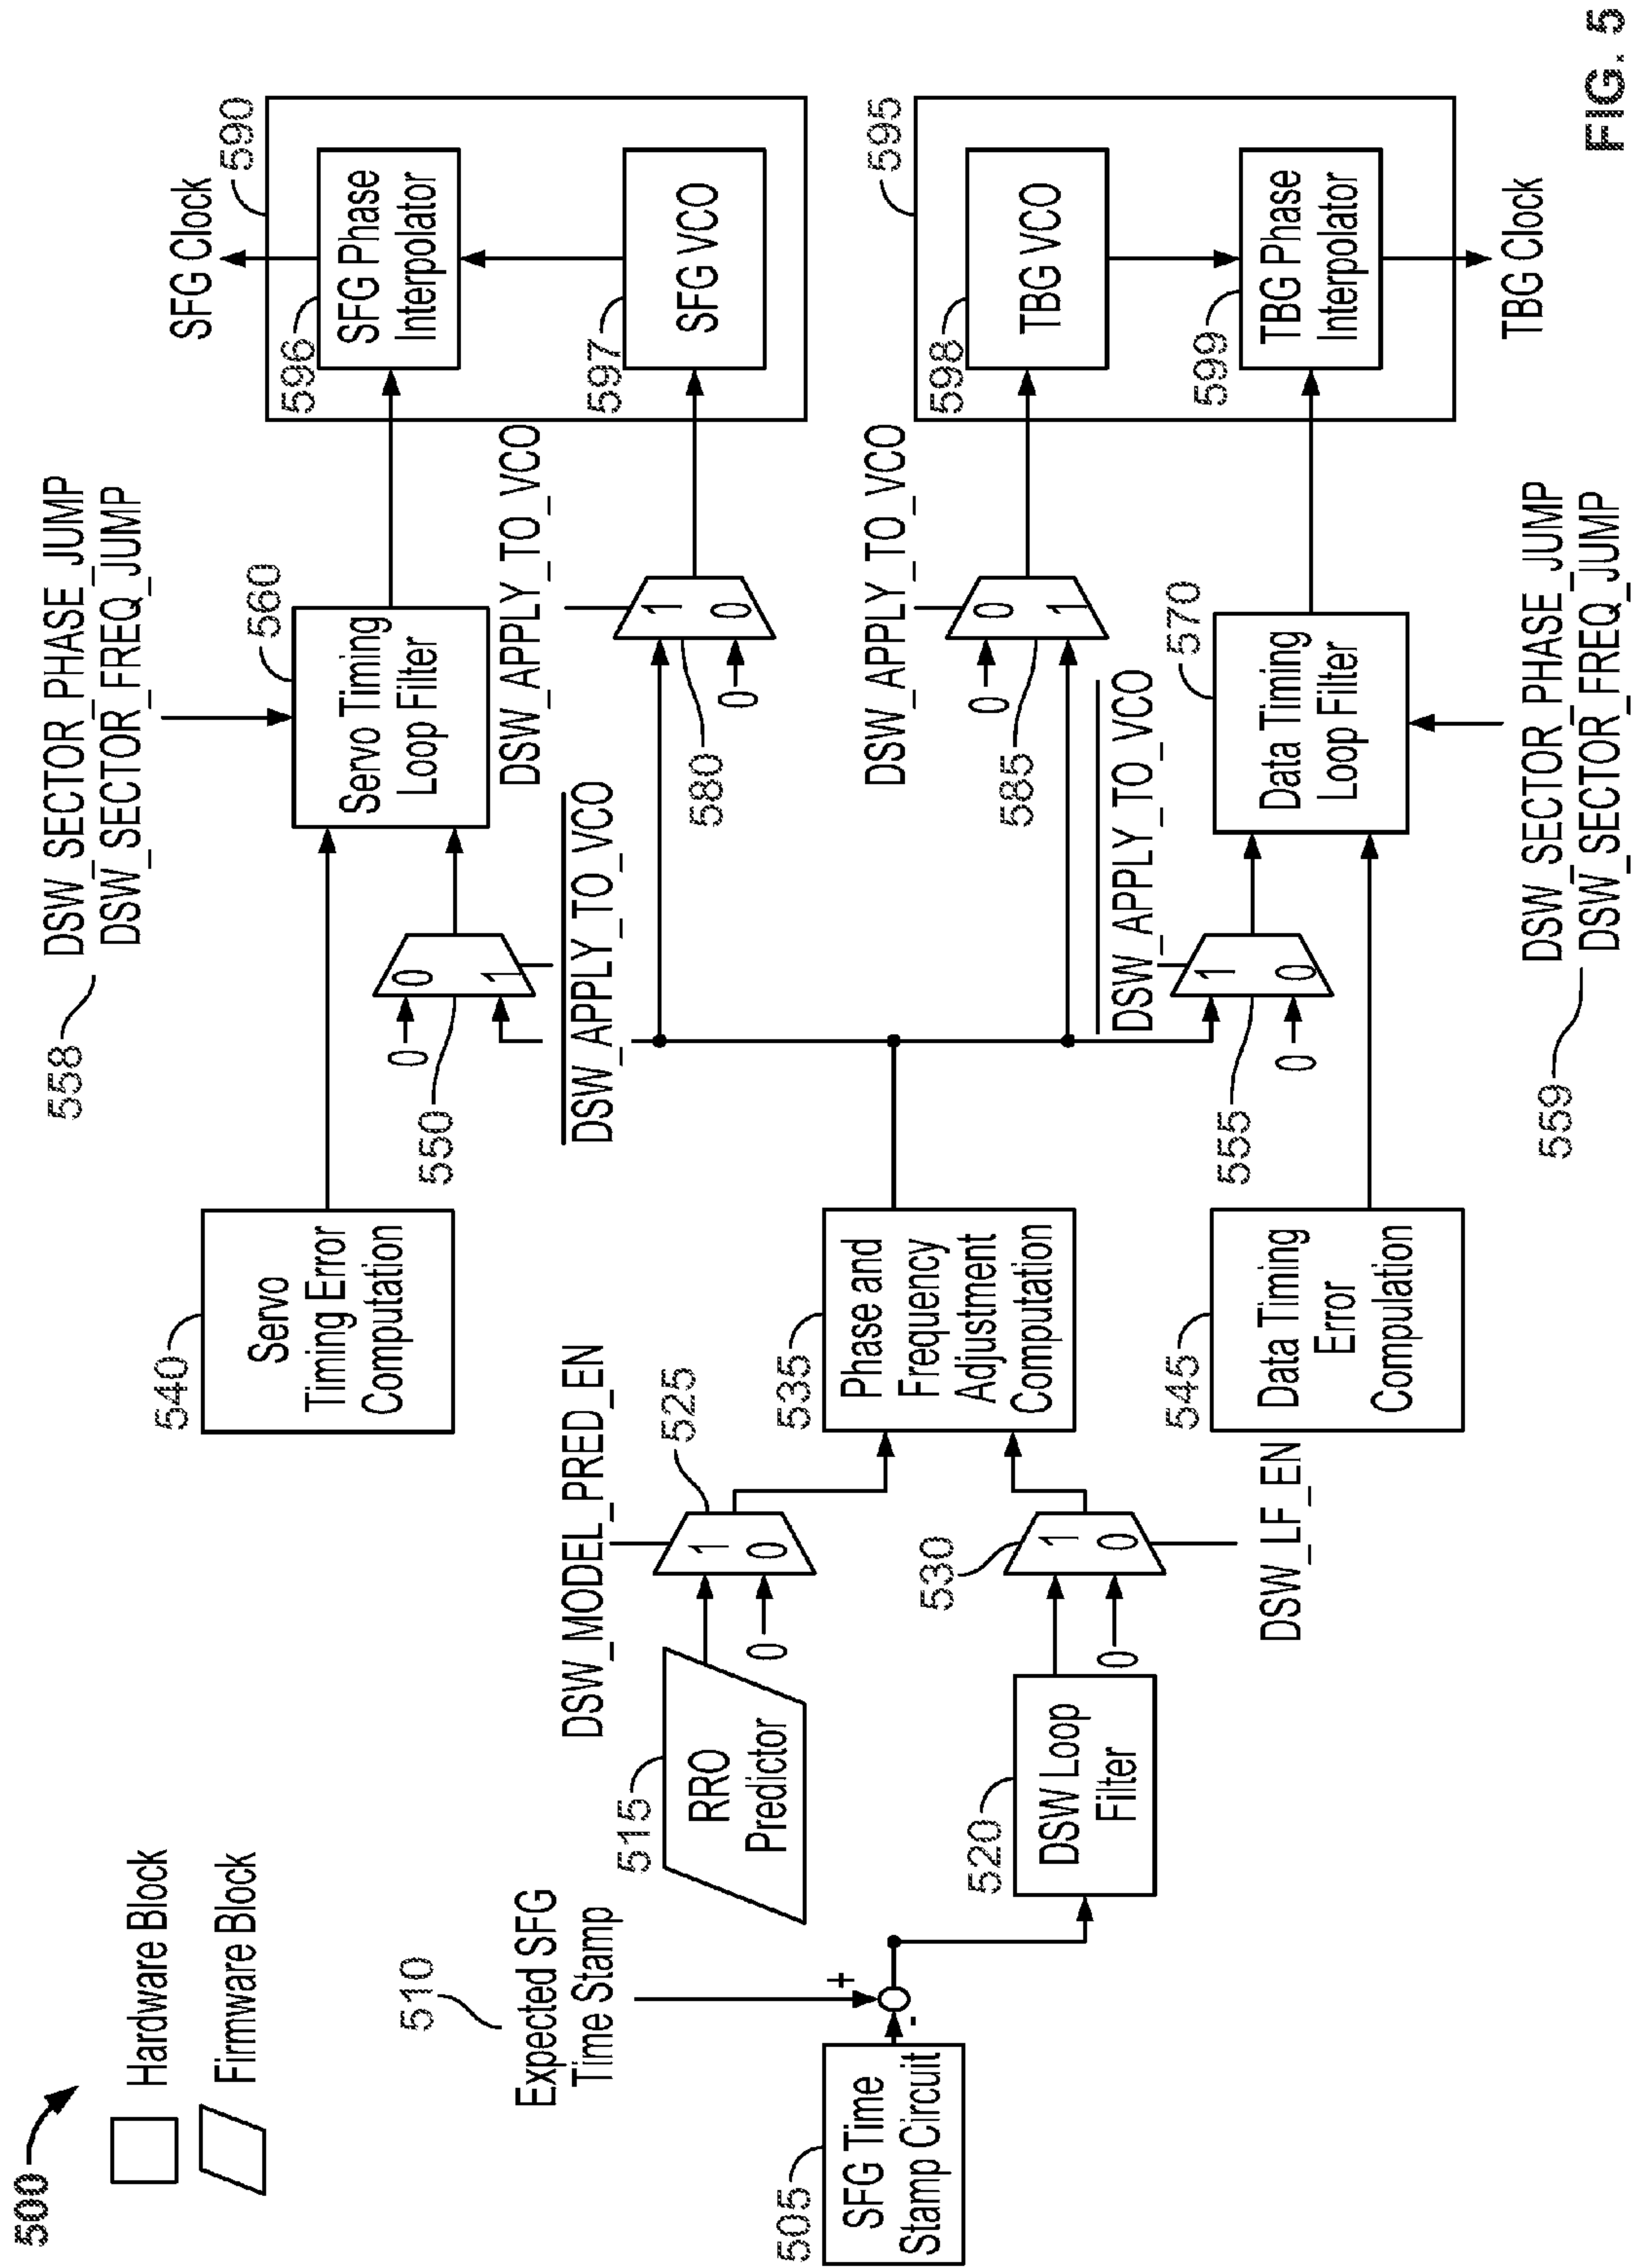 500
Hardware Block
Firmware Block
505
SFG Time
Stamp Circuit
510
Expected SFG
Time Stamp
+
-
515
RRO
Predictor
520
DSW Loop
Filter
DSW_MODEL_PRED_EN
525
1
0
0
530
1
0
0
DSW_LF_EN
540
Servo
Timing Error
Computation
535
Phase and
Frequency
Adjustment
Computation
545
Data Timing
Error
Compulation
558
DSW_SECTOR_PHASE_JUMP
DSW_SECTOR_FREQ_JUMP
550
0
1
0
DSW_APPLY_TO_VCO
560
Servo Timing
Loop Filter
DSW_APPLY_TO_VCO
580
1
0
0
DSW_APPLY_TO_VCO
585
0
1
0
DSW_APPLY_TO_VCO
555
1
0
0
570
Data Timing
Loop Filter
559
DSW_SECTOR_PHASE_JUMP
DSW_SECTOR_FREQ_JUMP
SFG Clock
590
596
SFG Phase
Interpolator
597
SFG VCO
595
598
TBG VCO
599
TBG Phase
Interpolator
TBG Clock
FIG. 5